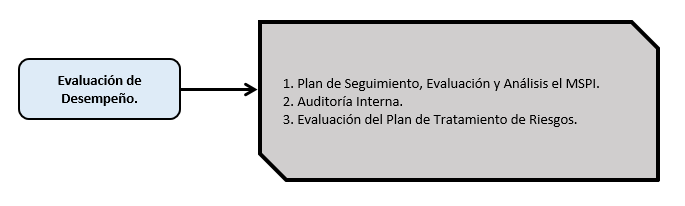 Evaluación de
Desempeño.
1. Plan de Seguimiento, Evaluación y Análisis el MSPI.
2. Auditoría Interna.
3. Evaluación del Plan de Tratamiento de Riesgos.